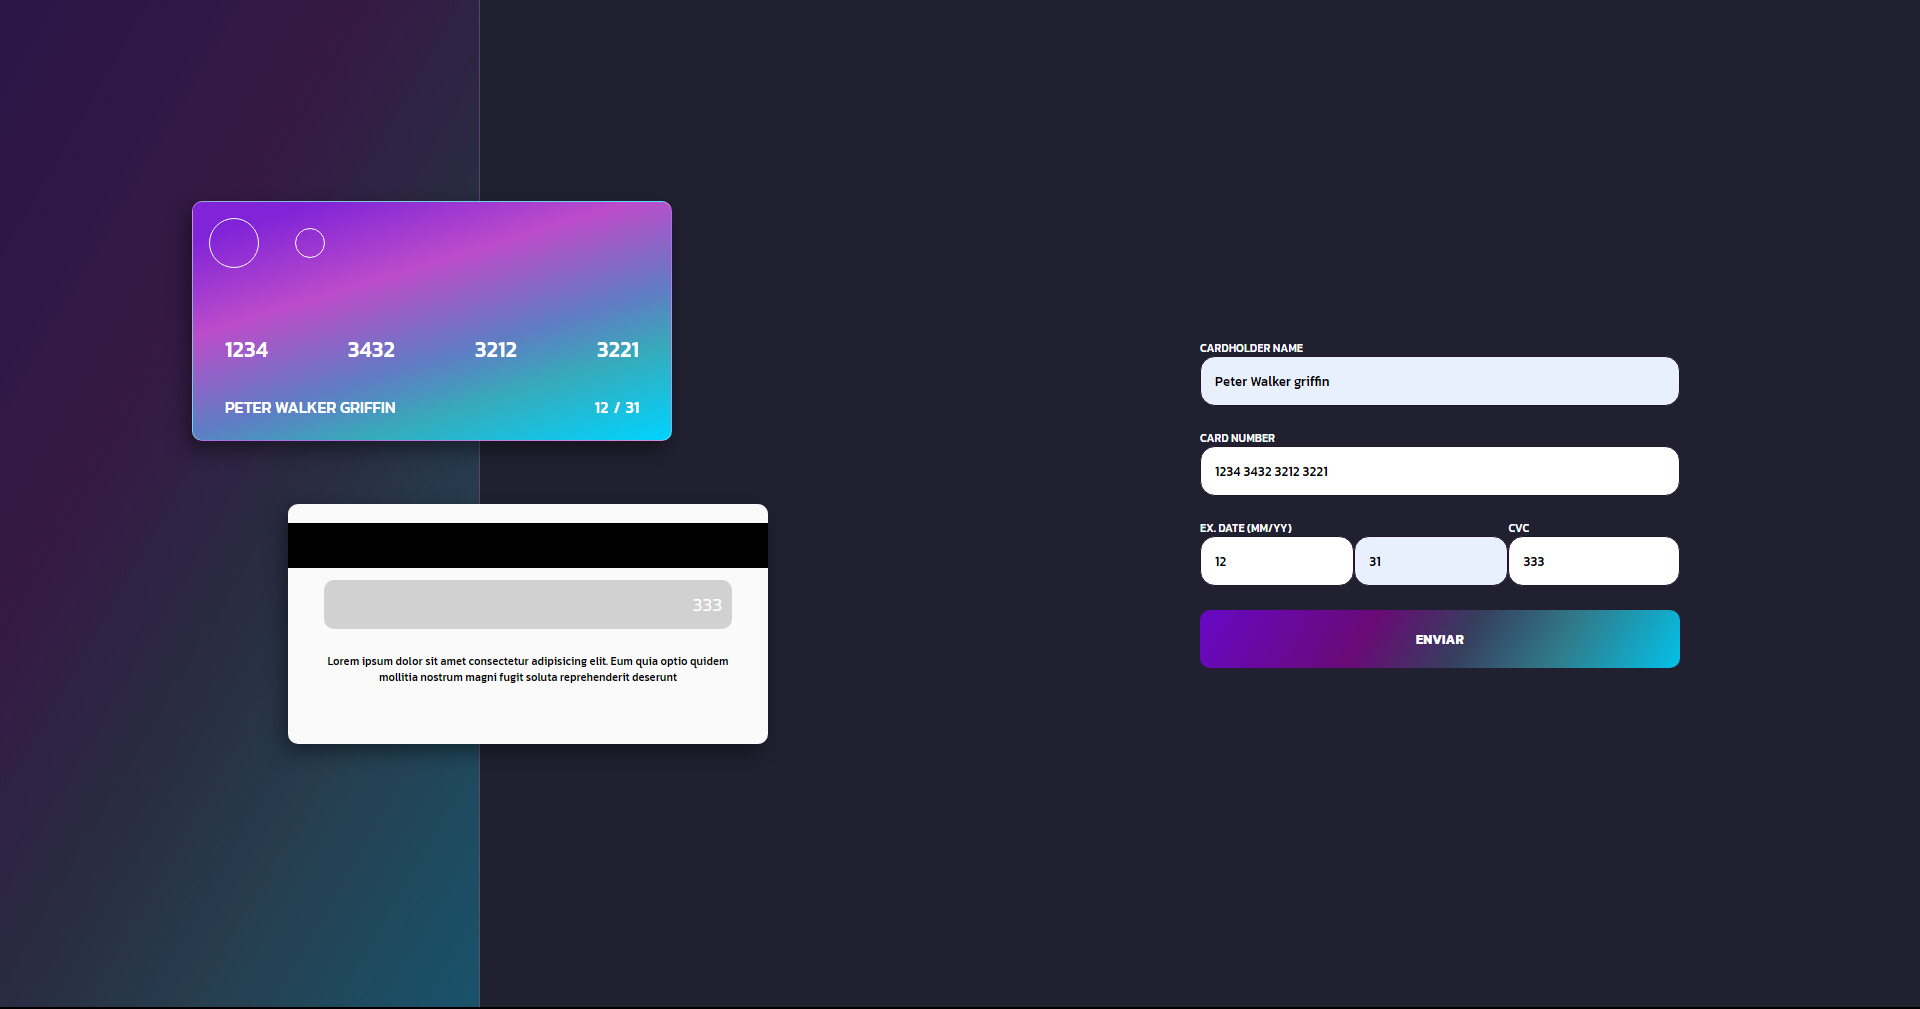 1234 3432 3212 3221
PETER WALKER GRIFFIN 12 / 31
333
Lorem ipsum dolor sit amet consectetur adipisicing elit. Eum quia optio quidem
mollitia nostrum magni fugit soluta reprehenderit deserunt
CARDHOLDER NAME
Peter Walker griffin
CARD NUMBER
1234 3432 3212 3221
EX. DATE (MM/YY) CVC
12 31 333
ENVIAR